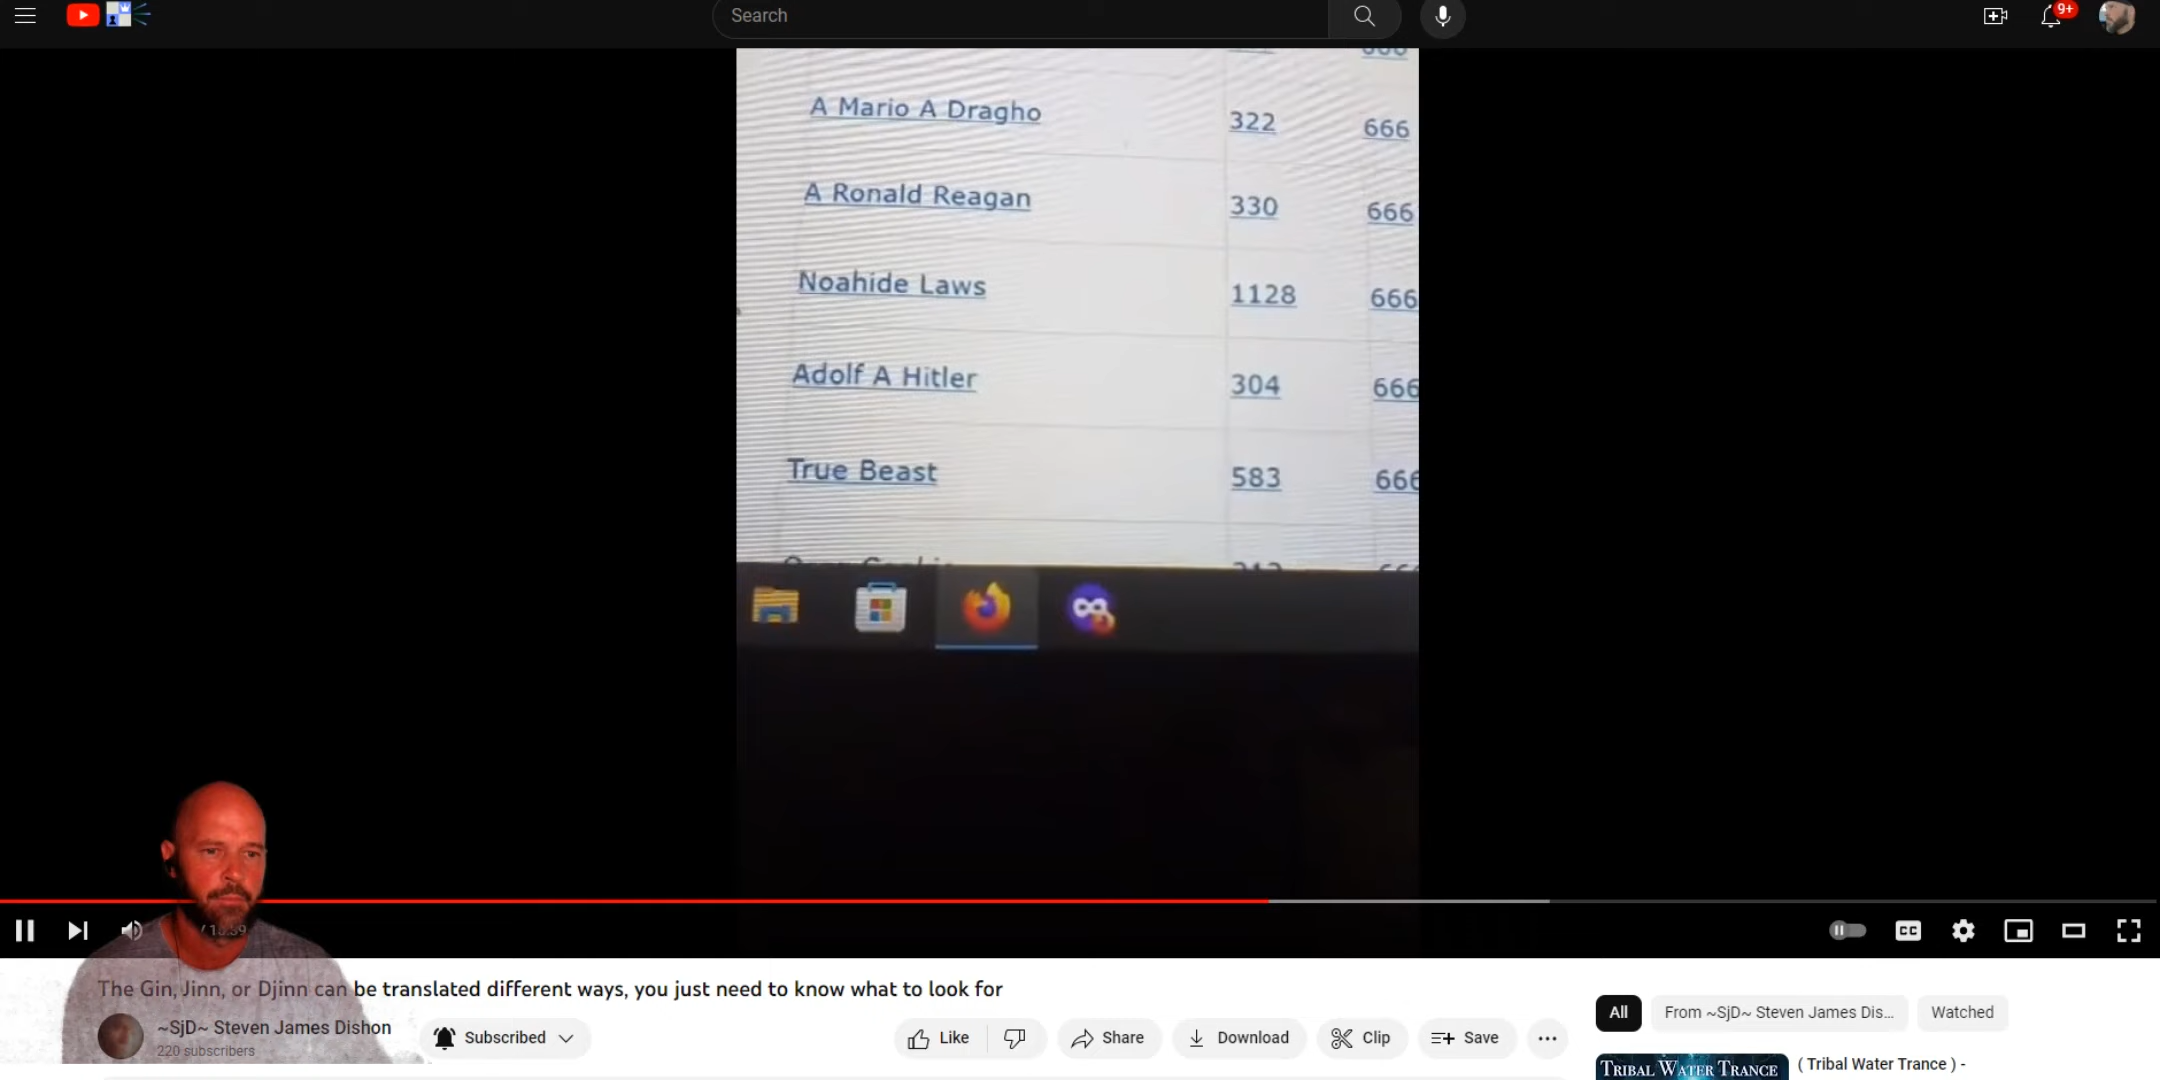 Search
9+
A Mario A Dragho 322 666
A Ronald Reagan 330 666
Noahide Laws 1128 666
Adolf A Hitler 304 666
True Beast 583 666
CC
The Gin, Jinn, or Djinn can be translated different ways, you just need to know what to look for
~SjD~ Steven James Dishon
220 subscribers
Subscribed
Like
Share
Download
Clip
Save
All
From ~SjD~ Steven James Dis...
Watched
TRIBAL WATER TRANCE
( Tribal Water Trance ) -